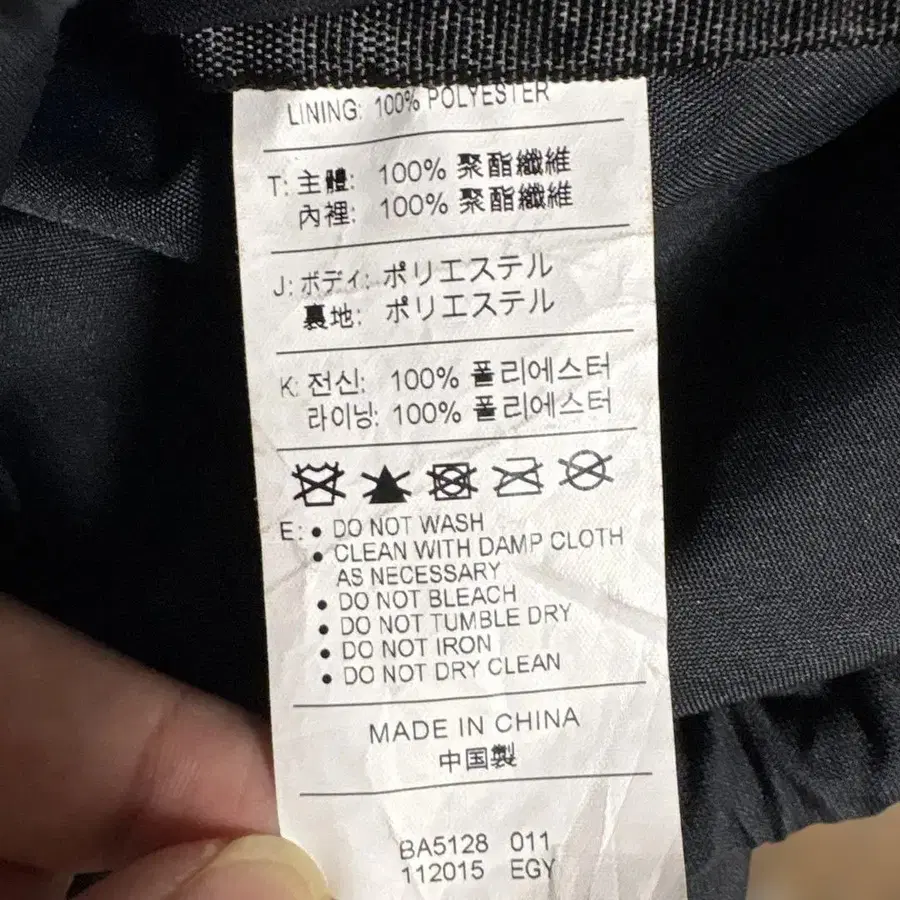 LINING: 100% POLYESTER
T: 主體: 100% 聚酯纖維
內裡: 100% 聚酯纖維
J: ボディ: ポリエステル
裏地: ポリエステル
K: 전신: 100% 폴리에스터
라이닝: 100% 폴리에스터
E: • DO NOT WASH
• CLEAN WITH DAMP CLOTH
AS NECESSARY
• DO NOT BLEACH
• DO NOT TUMBLE DRY
• DO NOT IRON
• DO NOT DRY CLEAN
MADE IN CHINA
中国製
BA5128 011
112015 EGY